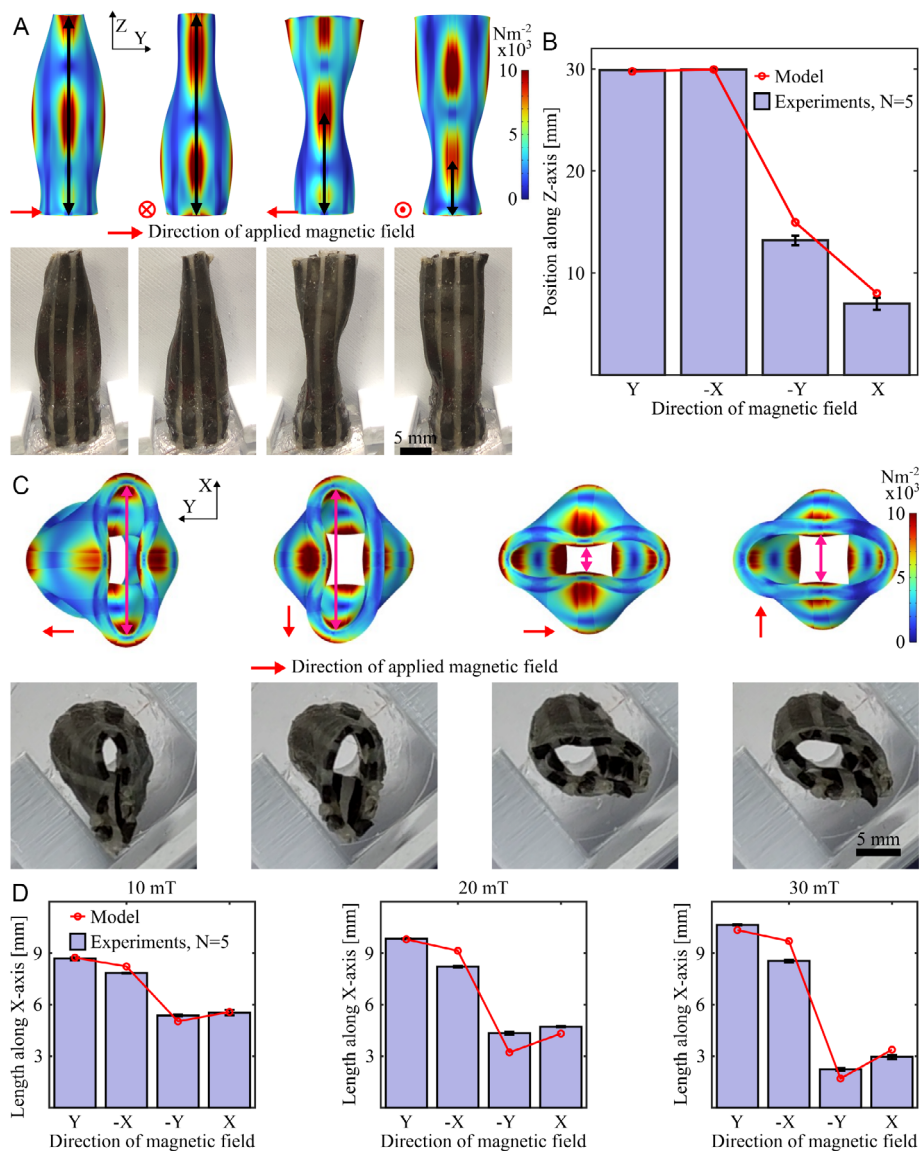 A
Z
Y
Nm⁻²
x10³
10
5
0
Direction of applied magnetic field
5 mm
B
Position along Z-axis [mm]
30
20
10
Model
Experiments, N=5
Y -X -Y X
Direction of magnetic field
C
X
Y
Nm⁻²
x10³
10
5
0
Direction of applied magnetic field
5 mm
D
10 mT
Length along X-axis [mm]
9
6
3
Model
Experiments, N=5
Y -X -Y X
Direction of magnetic field
20 mT
Length along X-axis [mm]
9
6
3
Y -X -Y X
Direction of magnetic field
30 mT
Length along X-axis [mm]
9
6
3
Y -X -Y X
Direction of magnetic field